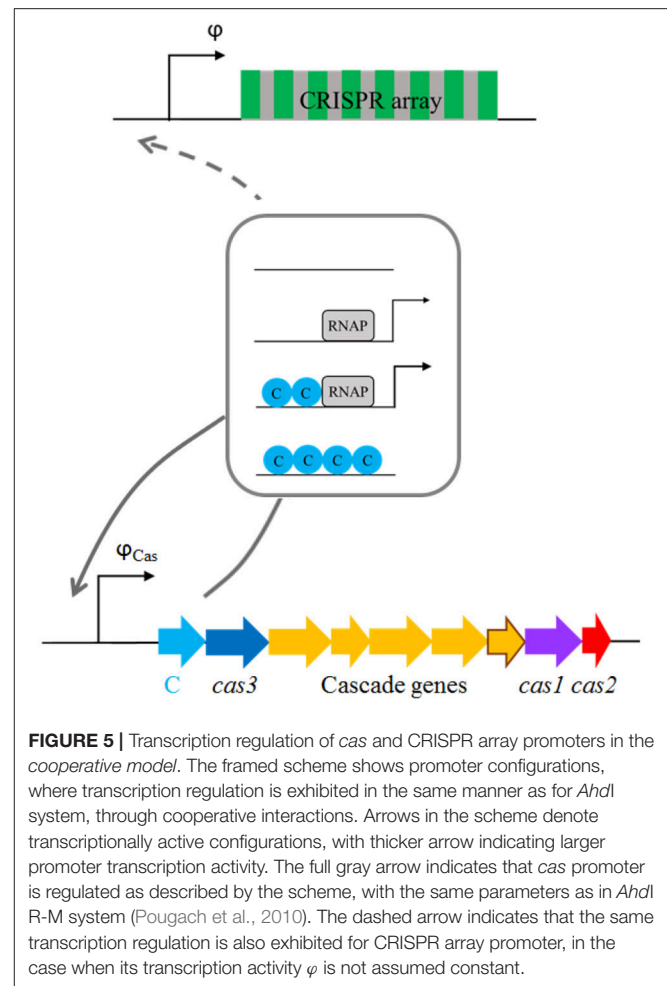 φ
CRISPR array
RNAP
C C RNAP
C C C C
φCas
C cas3 Cascade genes cas1 cas2
FIGURE 5 | Transcription regulation of cas and CRISPR array promoters in the
cooperative model. The framed scheme shows promoter configurations,
where transcription regulation is exhibited in the same manner as for AhdI
system, through cooperative interactions. Arrows in the scheme denote
transcriptionally active configurations, with thicker arrow indicating larger
promoter transcription activity. The full gray arrow indicates that cas promoter
is regulated as described by the scheme, with the same parameters as in AhdI
R-M system (Pougach et al., 2010). The dashed arrow indicates that the same
transcription regulation is also exhibited for CRISPR array promoter, in the
case when its transcription activity φ is not assumed constant.